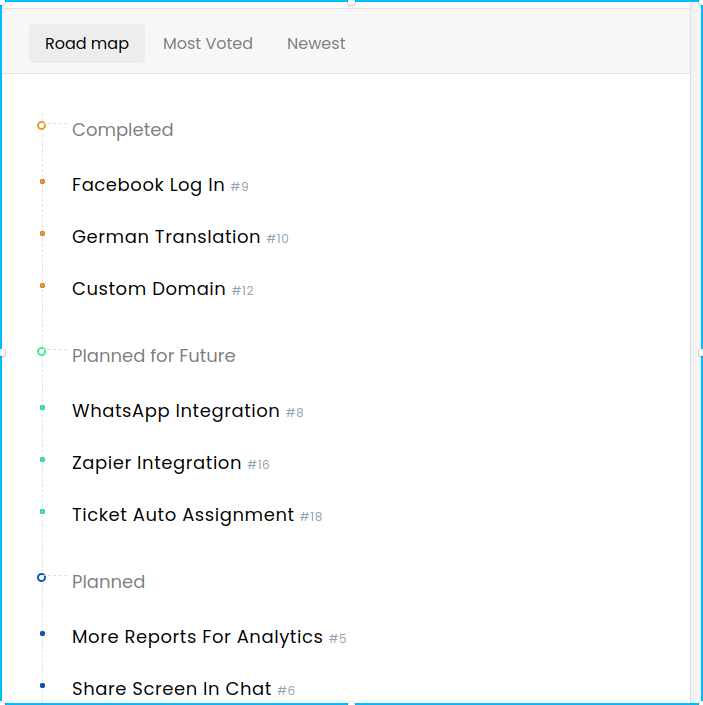 Road map Most Voted Newest
Completed
Facebook Log In #9
German Translation #10
Custom Domain #12
Planned for Future
WhatsApp Integration #8
Zapier Integration #16
Ticket Auto Assignment #18
Planned
More Reports For Analytics #5
Share Screen In Chat #6